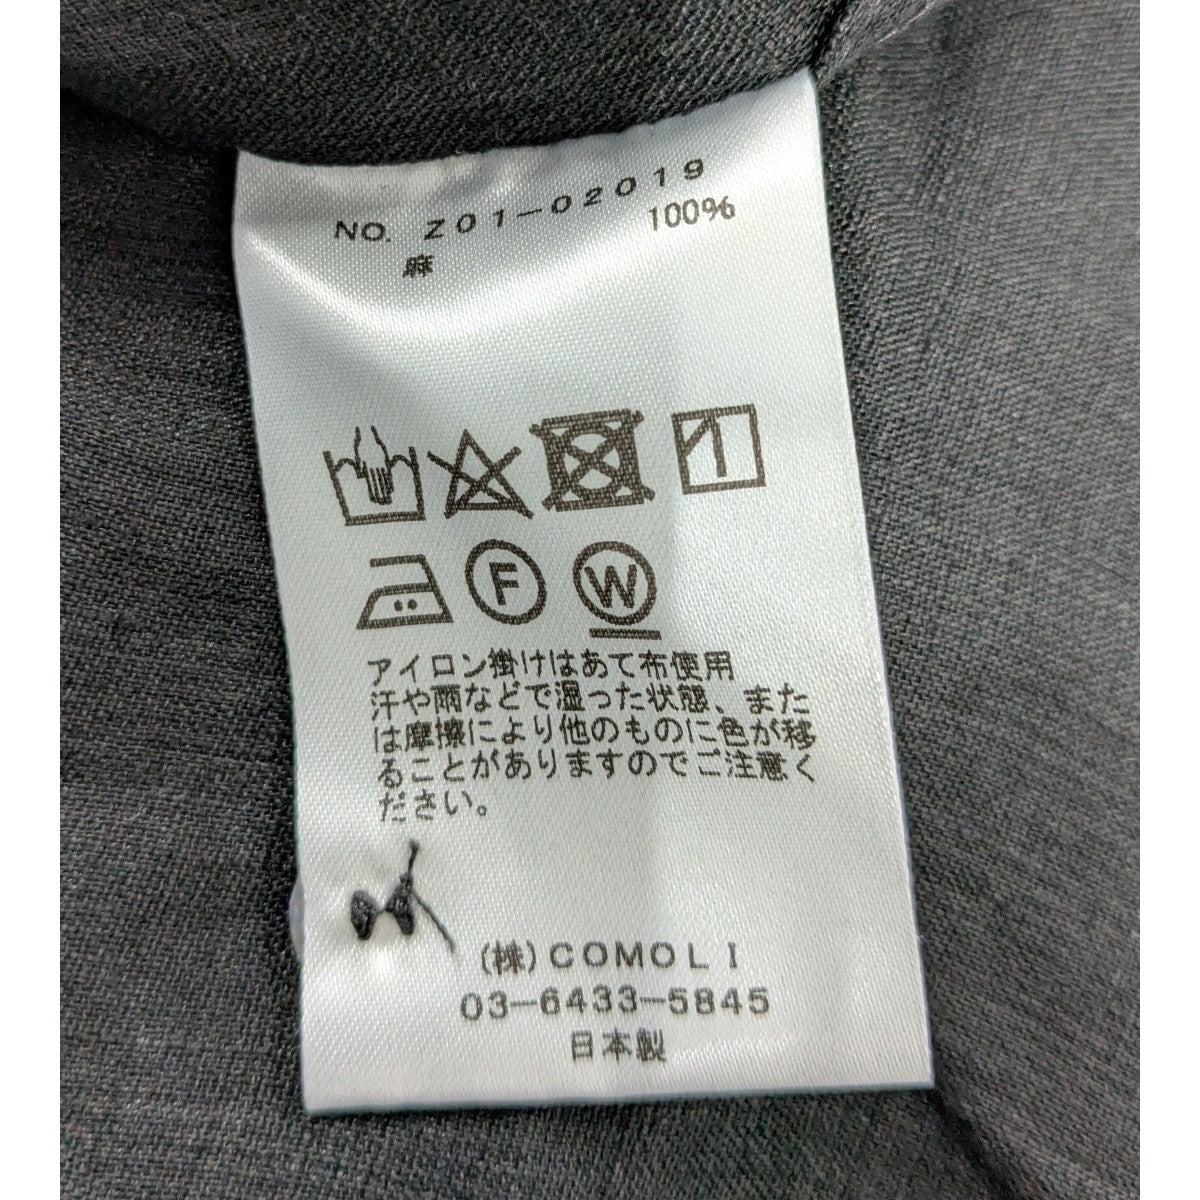 NO. Z01-02019
麻 100%
F W
アイロン掛けはあて布使用
汗や雨などで湿った状態、また
は摩擦により他のものに色が移
ることがありますのでご注意く
ださい。
(株)COMOLI
03-6433-5845
日本製